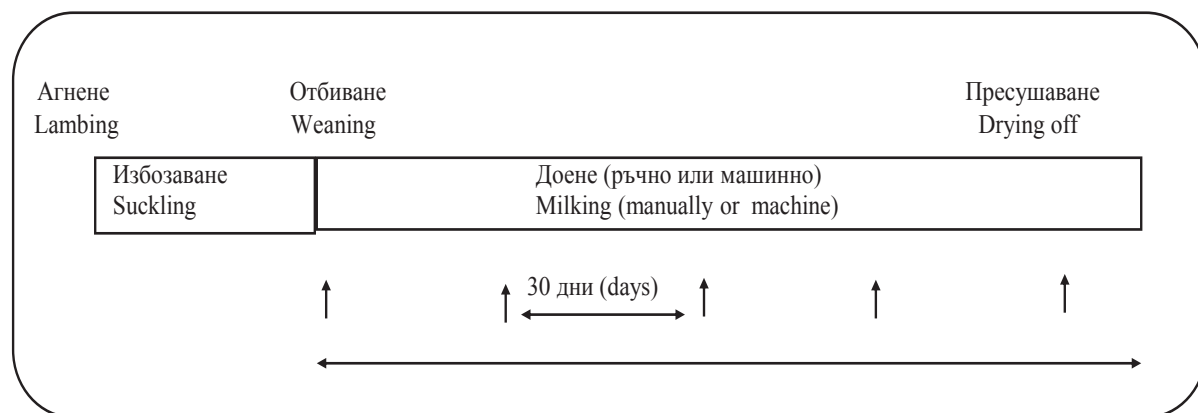 Агнене
Lambing
Отбиване
Weaning
Пресушаване
Drying off
Избозаване
Suckling
Доене (ръчно или машинно)
Milking (manually or machine)
30 дни (days)